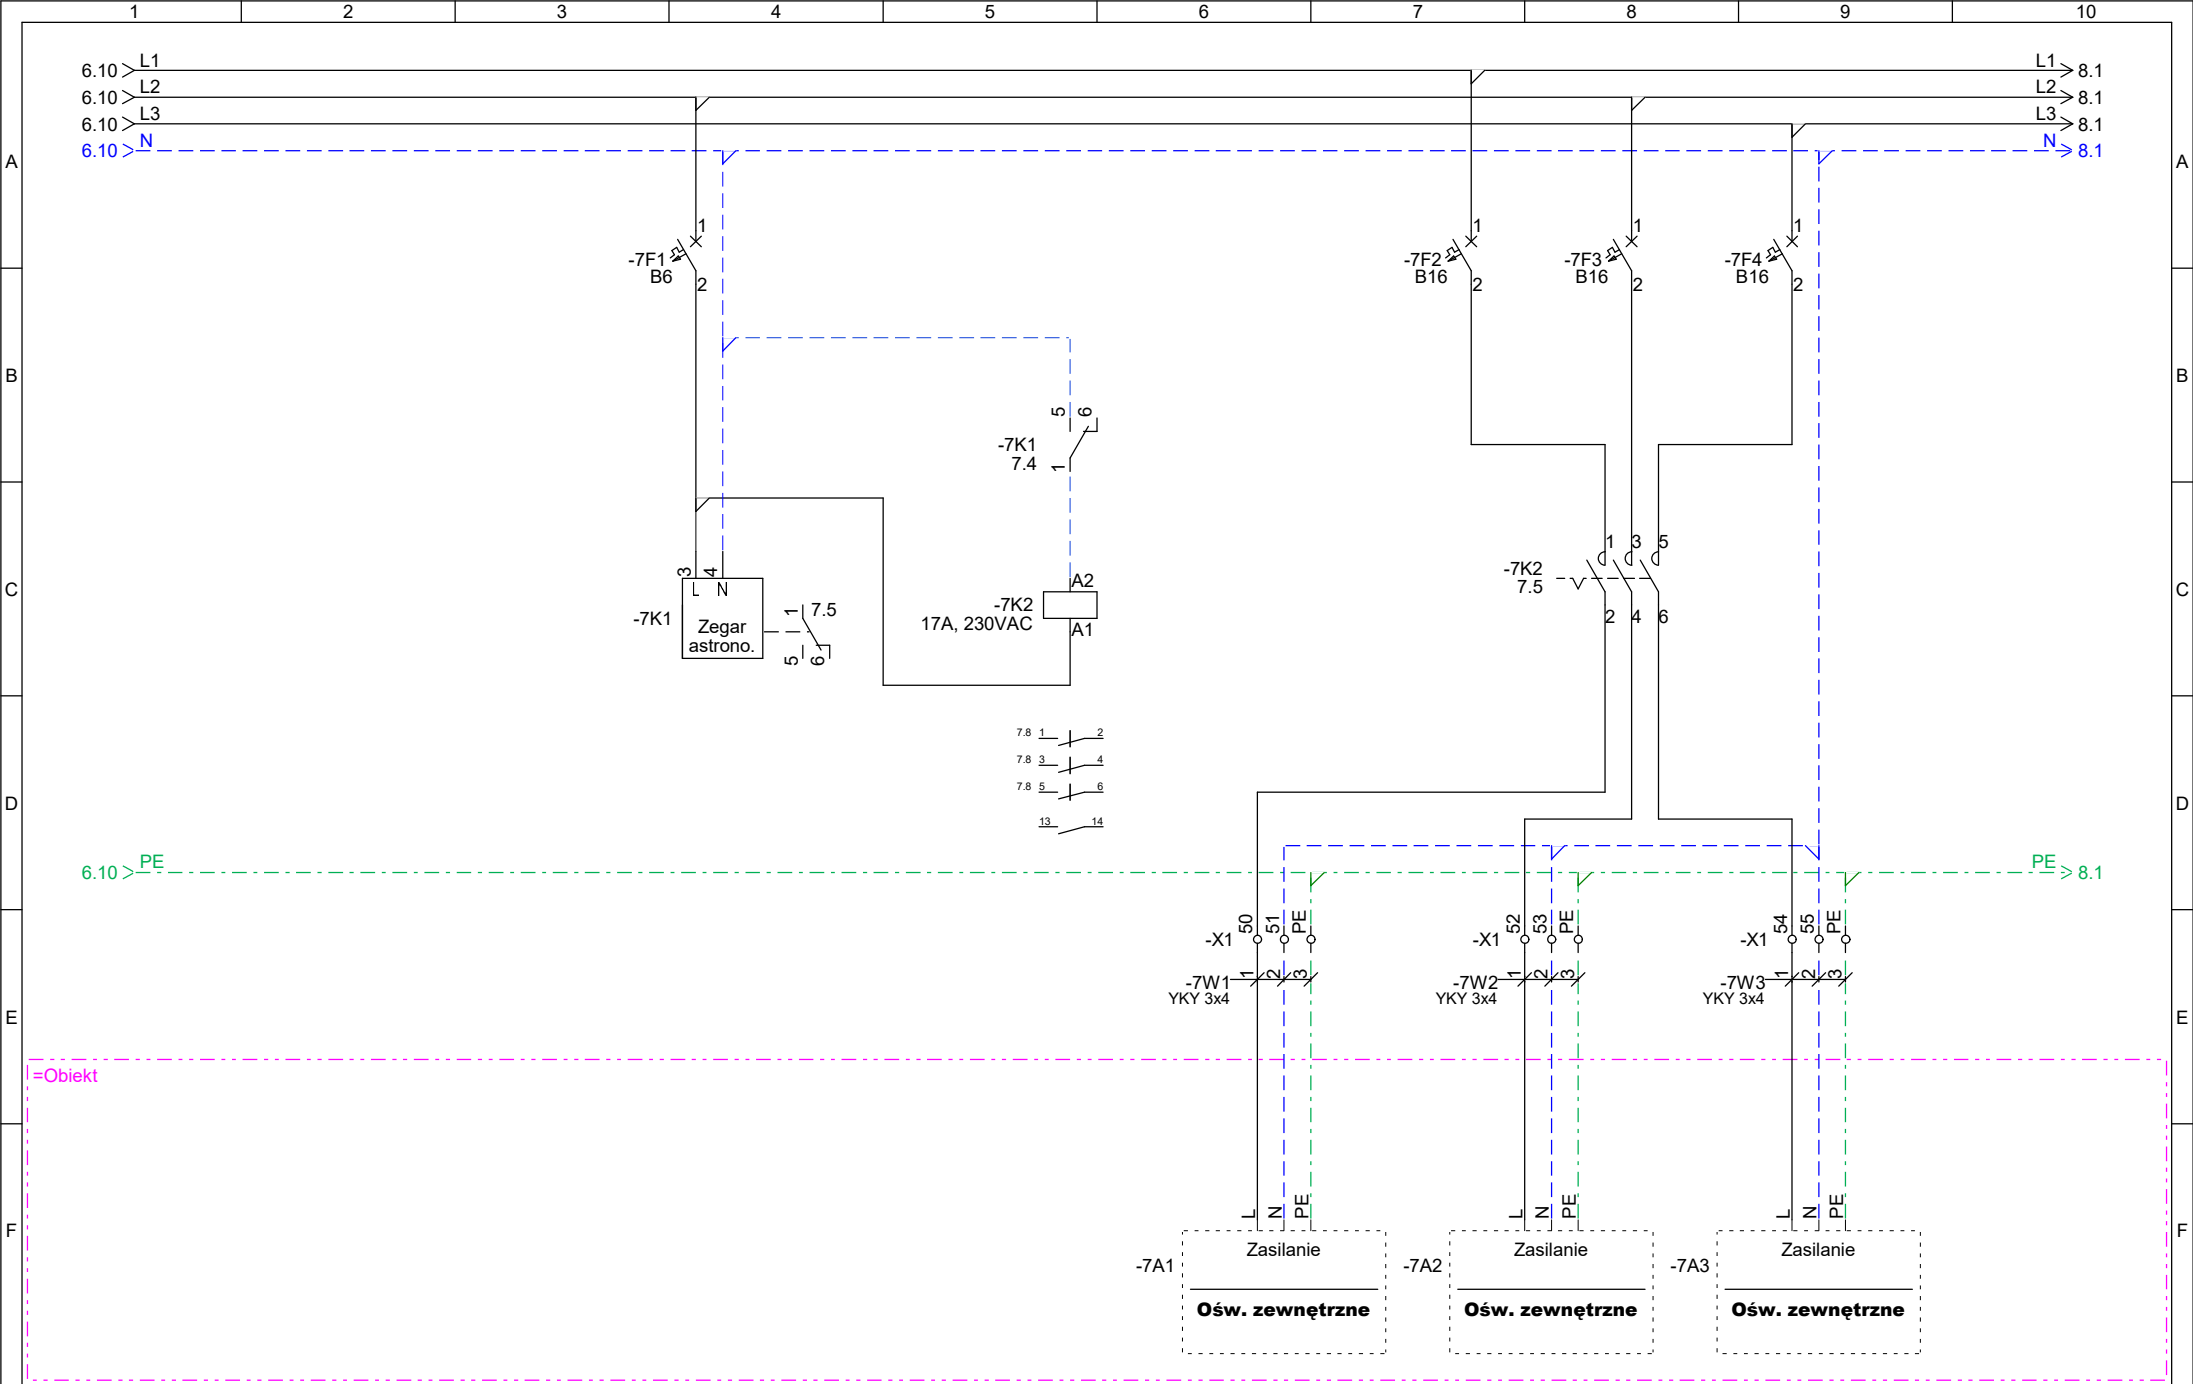 1 2 3 4 5 6 7 8 9 10
6.10 L1 L1 8.1
6.10 L2 L2 8.1
6.10 L3 L3 8.1
6.10 N N 8.1
A A
1 1 1 1
-7F1 -7F2 -7F3 -7F4
B6 B16 B16 B16
2 2 2 2
B B
5 6
-7K1
7.4
1
1 3 5
-7K2
7.5
2 4 6
C C
3 4
L N
-7K1
Zegar
astrono.
1 7.5
5 6
A2
-7K2
17A, 230VAC
A1
7.8 1 2
7.8 3 4
7.8 5 6
13 14
D D
6.10 PE PE 8.1
50 51 PE 52 53 PE 54 55 PE
-X1 -X1 -X1
1 2 3 1 2 3 1 2 3
-7W1 -7W2 -7W3
YKY 3x4 YKY 3x4 YKY 3x4
E E
=Obiekt
L N PE L N PE L N PE
F F
Zasilanie Zasilanie Zasilanie
-7A1 -7A2 -7A3
Ośw. zewnętrzne Ośw. zewnętrzne Ośw. zewnętrzne